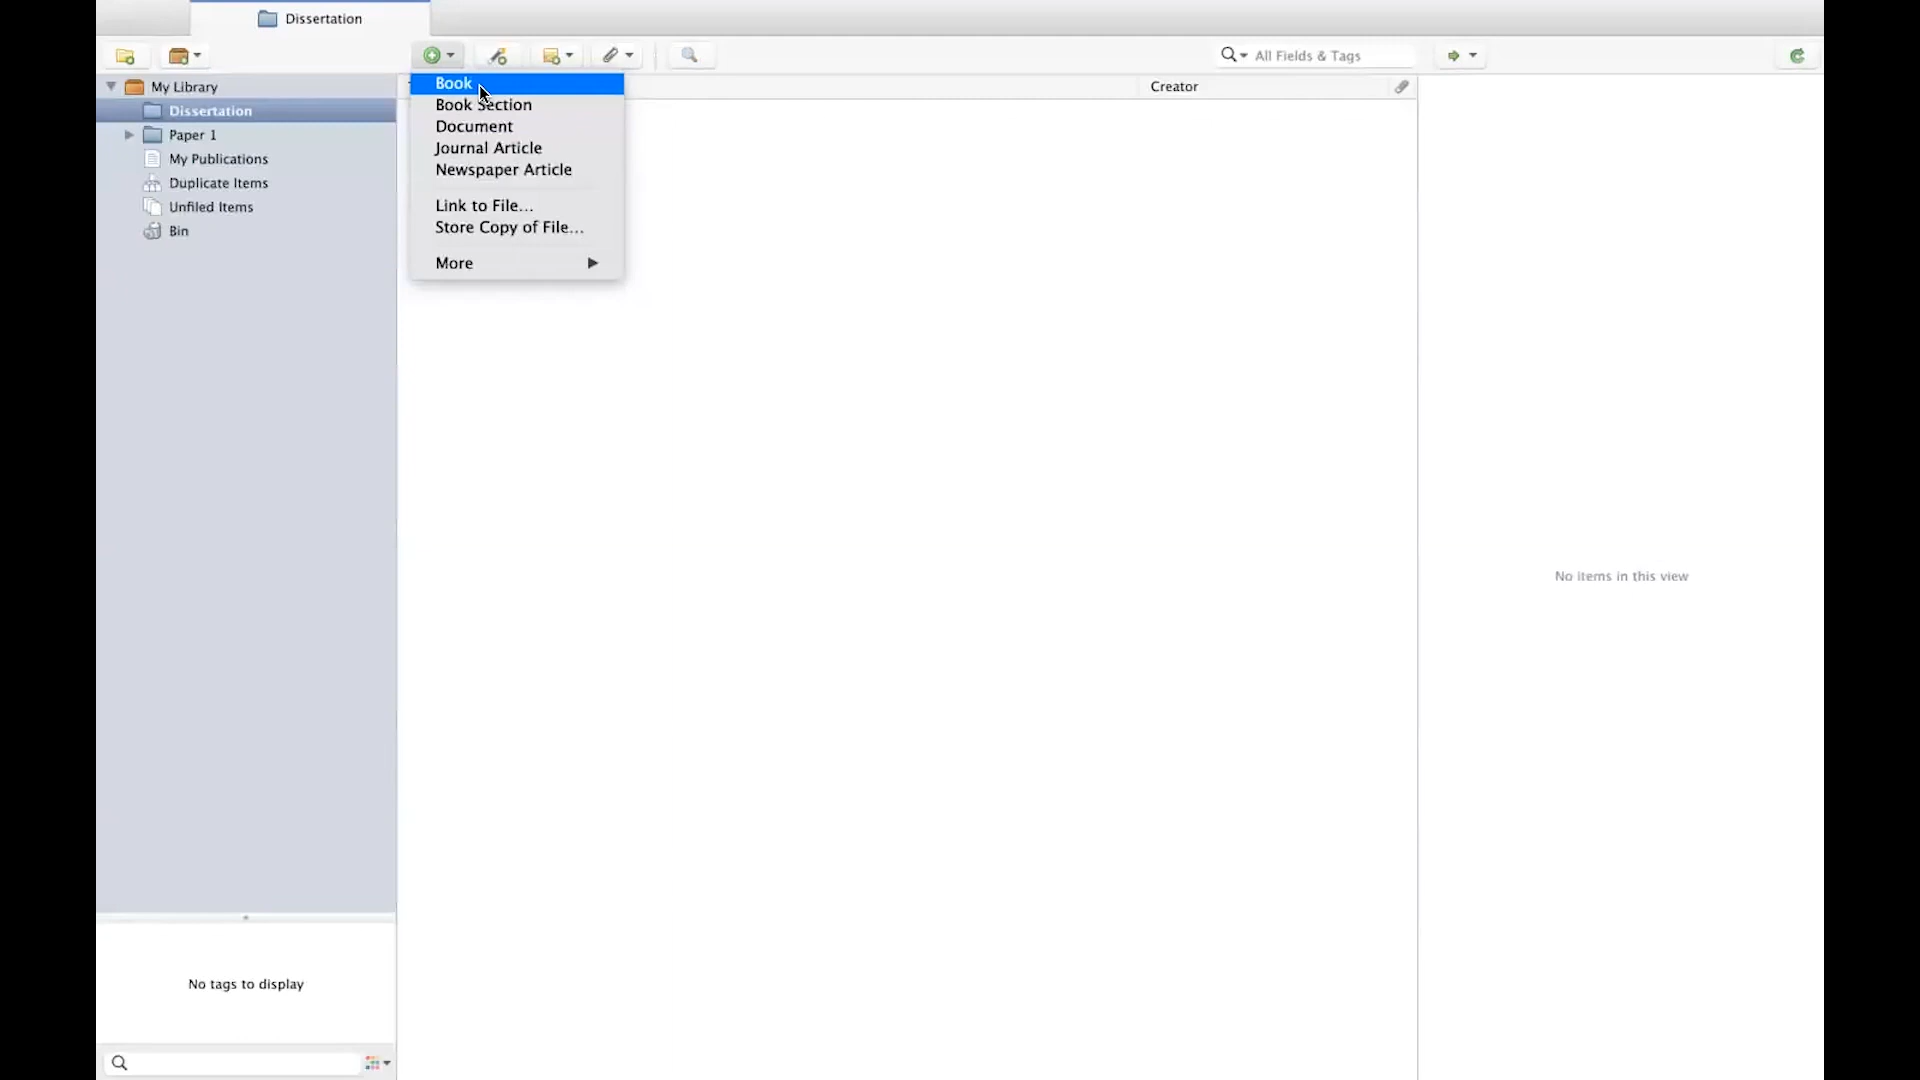 Dissertation
All Fields & Tags
My Library
Dissertation
Paper 1
My Publications
Duplicate Items
Unfiled Items
Bin
Book
Book Section
Document
Journal Article
Newspaper Article
Link to File...
Store Copy of File...
More
Creator
No items in this view
No tags to display